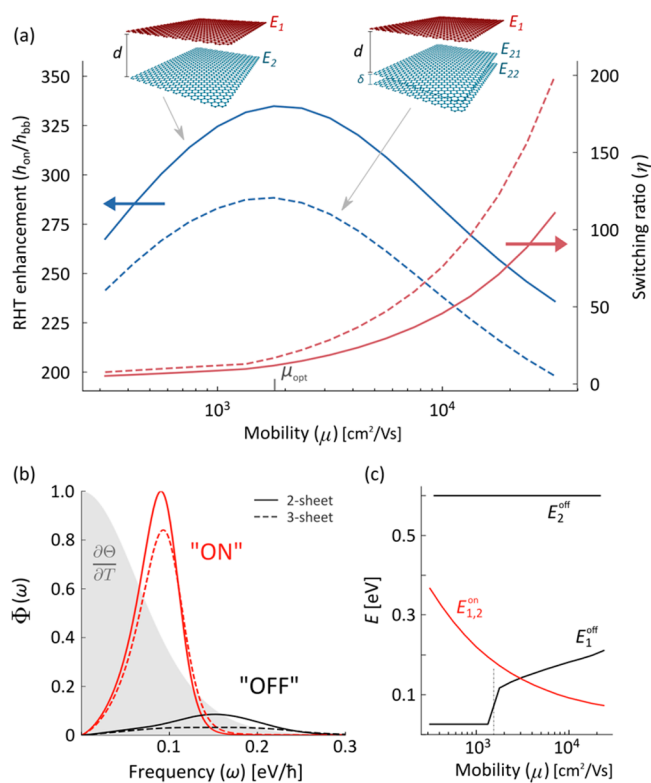 (a)
E1
E1
d
E2
d
E21
δ
E22
350
325
300
275
250
225
200
RHT enhancement (hon/hbb)
200
150
100
50
0
Switching ratio (η)
μopt
10³
10⁴
Mobility (μ) [cm²/Vs]
(b)
1.0
0.8
0.6
0.4
0.2
0
Φ(ω)
2-sheet
3-sheet
"ON"
∂Θ
∂T
"OFF"
0.1
0.2
0.3
Frequency (ω) [eV/ħ]
(c)
0.5
0.3
0.1
E [eV]
E2off
E1,2on
E1off
10³
10⁴
Mobility (μ) [cm²/Vs]